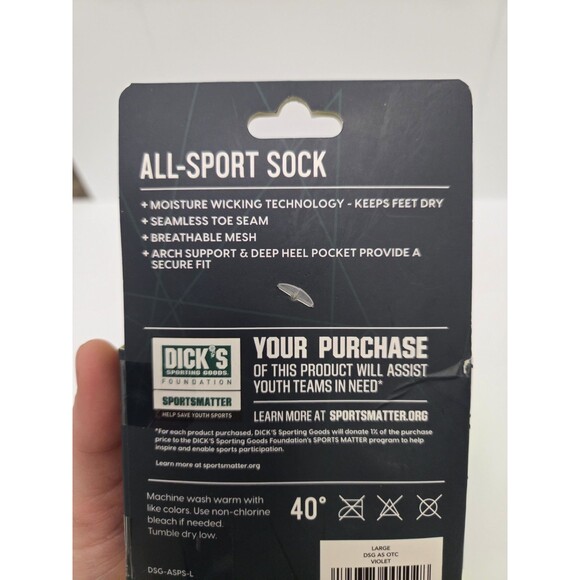 ALL-SPORT SOCK
+ MOISTURE WICKING TECHNOLOGY - KEEPS FEET DRY
+ SEAMLESS TOE SEAM
+ BREATHABLE MESH
+ ARCH SUPPORT & DEEP HEEL POCKET PROVIDE A
SECURE FIT
DICK'S
SPORTING GOODS
FOUNDATION
SPORTSMATTER
HELP SAVE YOUTH SPORTS
YOUR PURCHASE
OF THIS PRODUCT WILL ASSIST
YOUTH TEAMS IN NEED*
LEARN MORE AT SPORTSMATTER.ORG
*For each product purchased, DICK'S Sporting Goods will donate 1% of the purchase
price to the DICK'S Sporting Goods Foundation's SPORTS MATTER program to help
inspire and enable sports participation.
Learn more at sportsmatter.org
Machine wash warm with
like colors. Use non-chlorine
bleach if needed.
Tumble dry low.
40°
DSG-ASPS-L
LARGE
DSG AS OTC
VIOLET